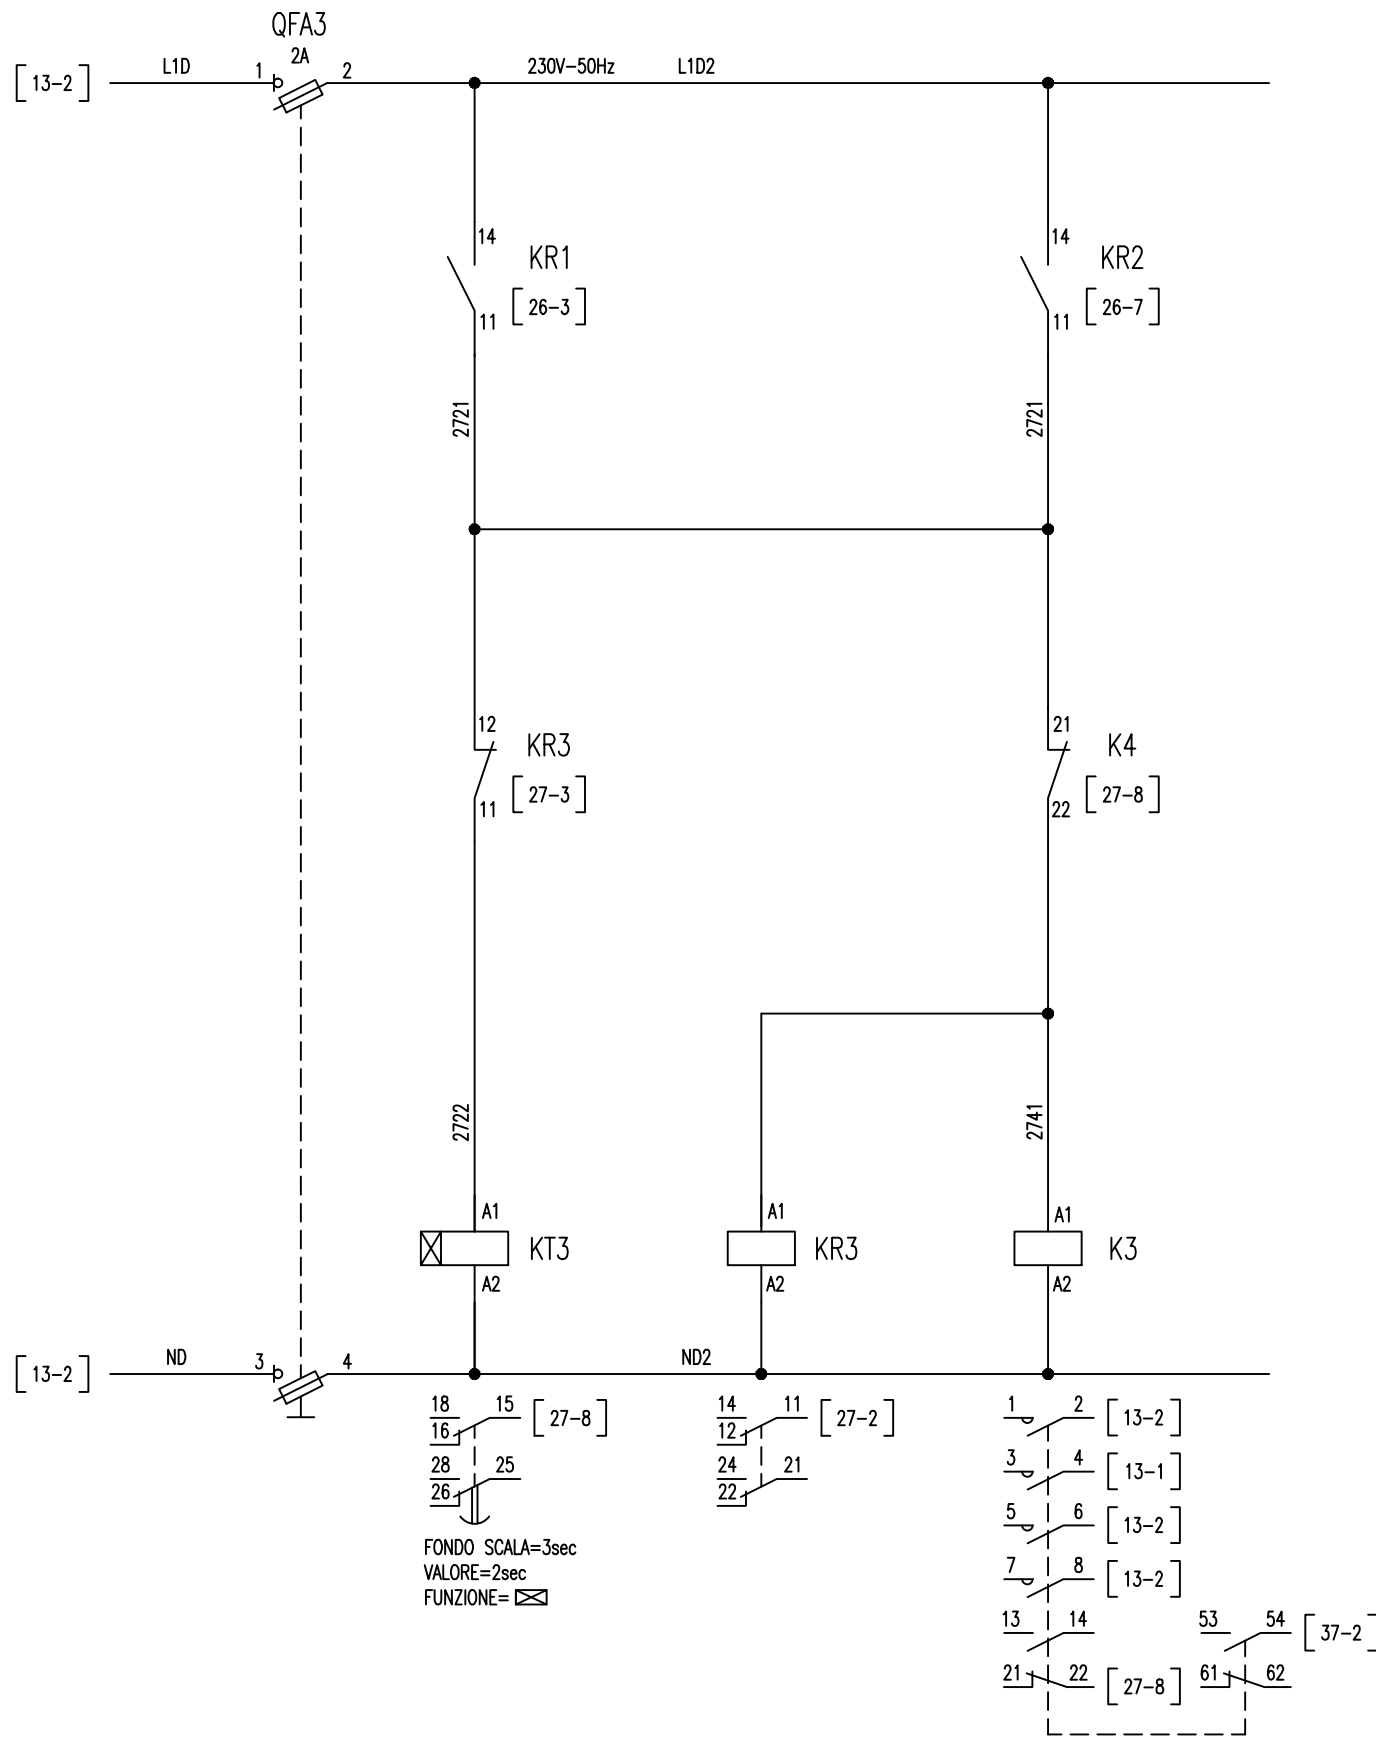 QFA3
2A
[13-2] L1D 1 2 230V-50Hz L1D2
14 KR1 [26-3] 11
14 KR2 [26-7] 11
2721 2721
12 KR3 [27-3] 11
21 K4 [27-8] 22
2722 2741
A1 KT3 A2
A1 KR3 A2
A1 K3 A2
[13-2] ND 3 4 ND2
18 15 [27-8]
16
28 25
26
FONDO SCALA=3sec
VALORE=2sec
FUNZIONE=
14 11 [27-2]
12
24 21
22
1 2 [13-2]
3 4 [13-1]
5 6 [13-2]
7 8 [13-2]
13 14 53 54 [37-2]
21 22 [27-8] 61 62